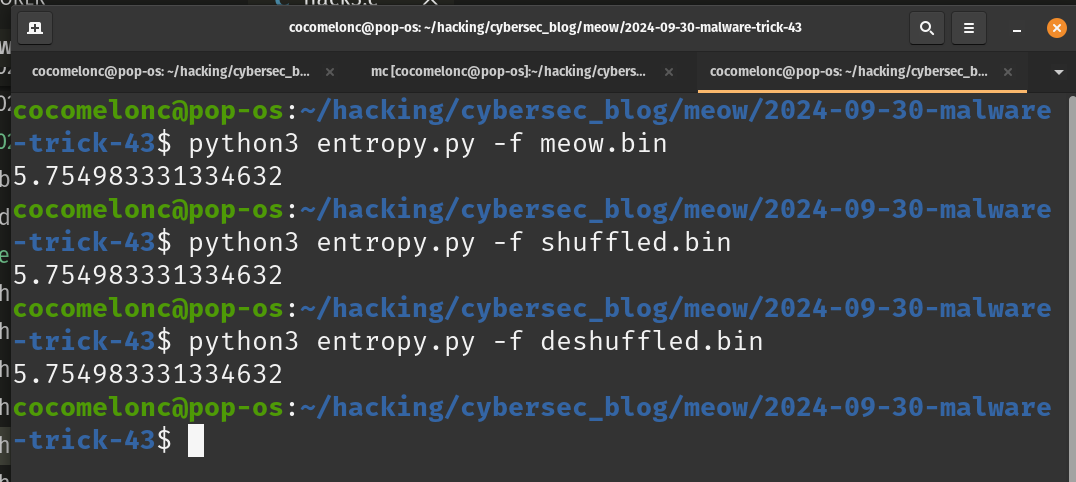 cocomelonc@pop-os: ~/hacking/cybersec_blog/meow/2024-09-30-malware-trick-43
cocomelonc@pop-os: ~/hacking/cybersec_b... × mc [cocomelonc@pop-os]:~/hacking/cybers... × cocomelonc@pop-os: ~/hacking/cybersec_b... ×
cocomelonc@pop-os:~/hacking/cybersec_blog/meow/2024-09-30-malware
-trick-43$ python3 entropy.py -f meow.bin
5.754983331334632
cocomelonc@pop-os:~/hacking/cybersec_blog/meow/2024-09-30-malware
-trick-43$ python3 entropy.py -f shuffled.bin
5.754983331334632
cocomelonc@pop-os:~/hacking/cybersec_blog/meow/2024-09-30-malware
-trick-43$ python3 entropy.py -f deshuffled.bin
5.754983331334632
cocomelonc@pop-os:~/hacking/cybersec_blog/meow/2024-09-30-malware
-trick-43$